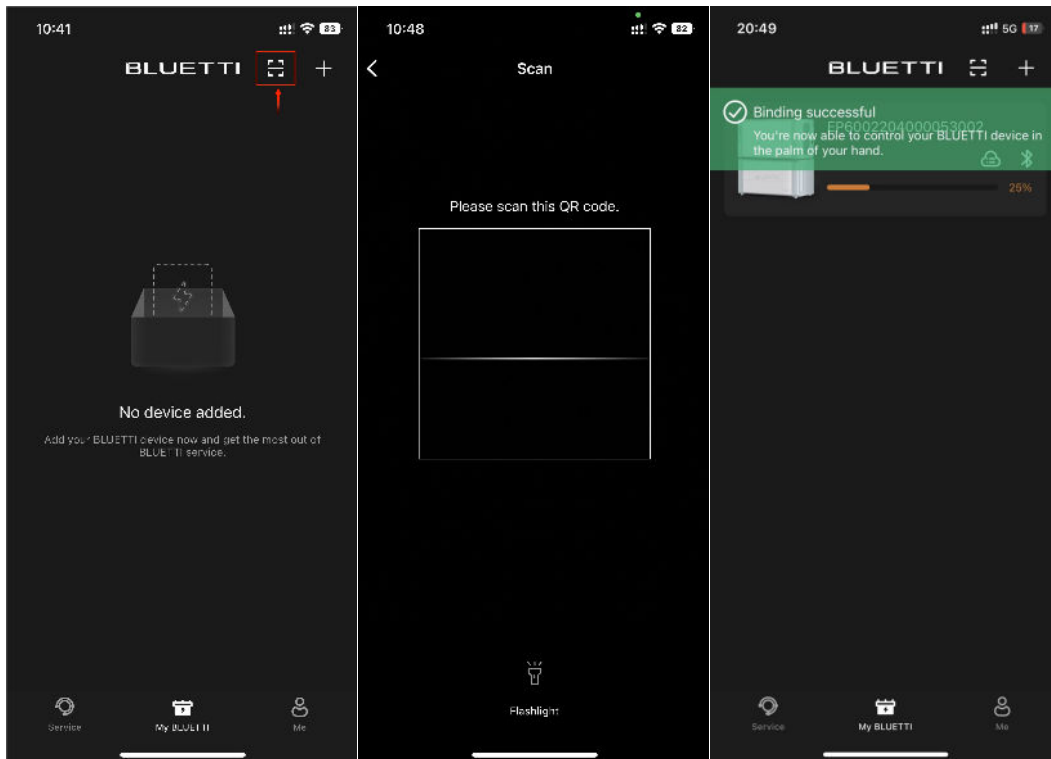 10:41
83
BLUETTI
No device added.
Add your BLUETTI device now and get the most out of
BLUETTI service.
Service
My BLUETTI
Me
10:48
82
Scan
Please scan this QR code.
Flashlight
20:49
5G 17
BLUETTI
Binding successful
EP6002204000053002
You're now able to control your BLUETTI device in
the palm of your hand.
25%
Service
My BLUETTI
Me